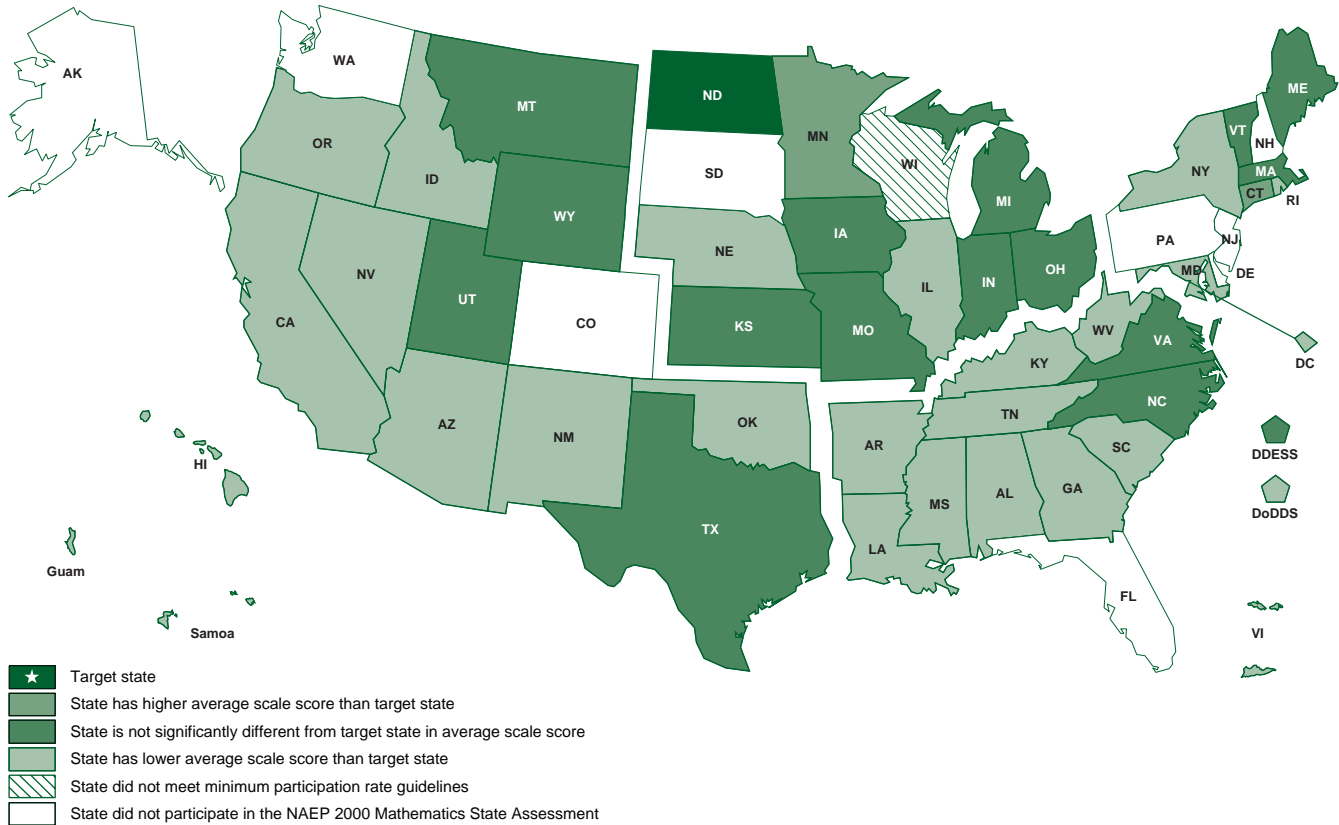 AK
WA
MT
ND
MN
ME
VT
NH
OR
ID
SD
WI
NY
MA
CT
RI
WY
MI
NE
IA
PA
NJ
NV
UT
CO
IL
IN
OH
MD
DE
CA
KS
MO
WV
VA
KY
DC
AZ
NM
OK
TN
NC
AR
SC
DDESS
HI
MS
AL
GA
DoDDS
TX
LA
Guam
FL
Samoa
VI
Target state
State has higher average scale score than target state
State is not significantly different from target state in average scale score
State has lower average scale score than target state
State did not meet minimum participation rate guidelines
State did not participate in the NAEP 2000 Mathematics State Assessment